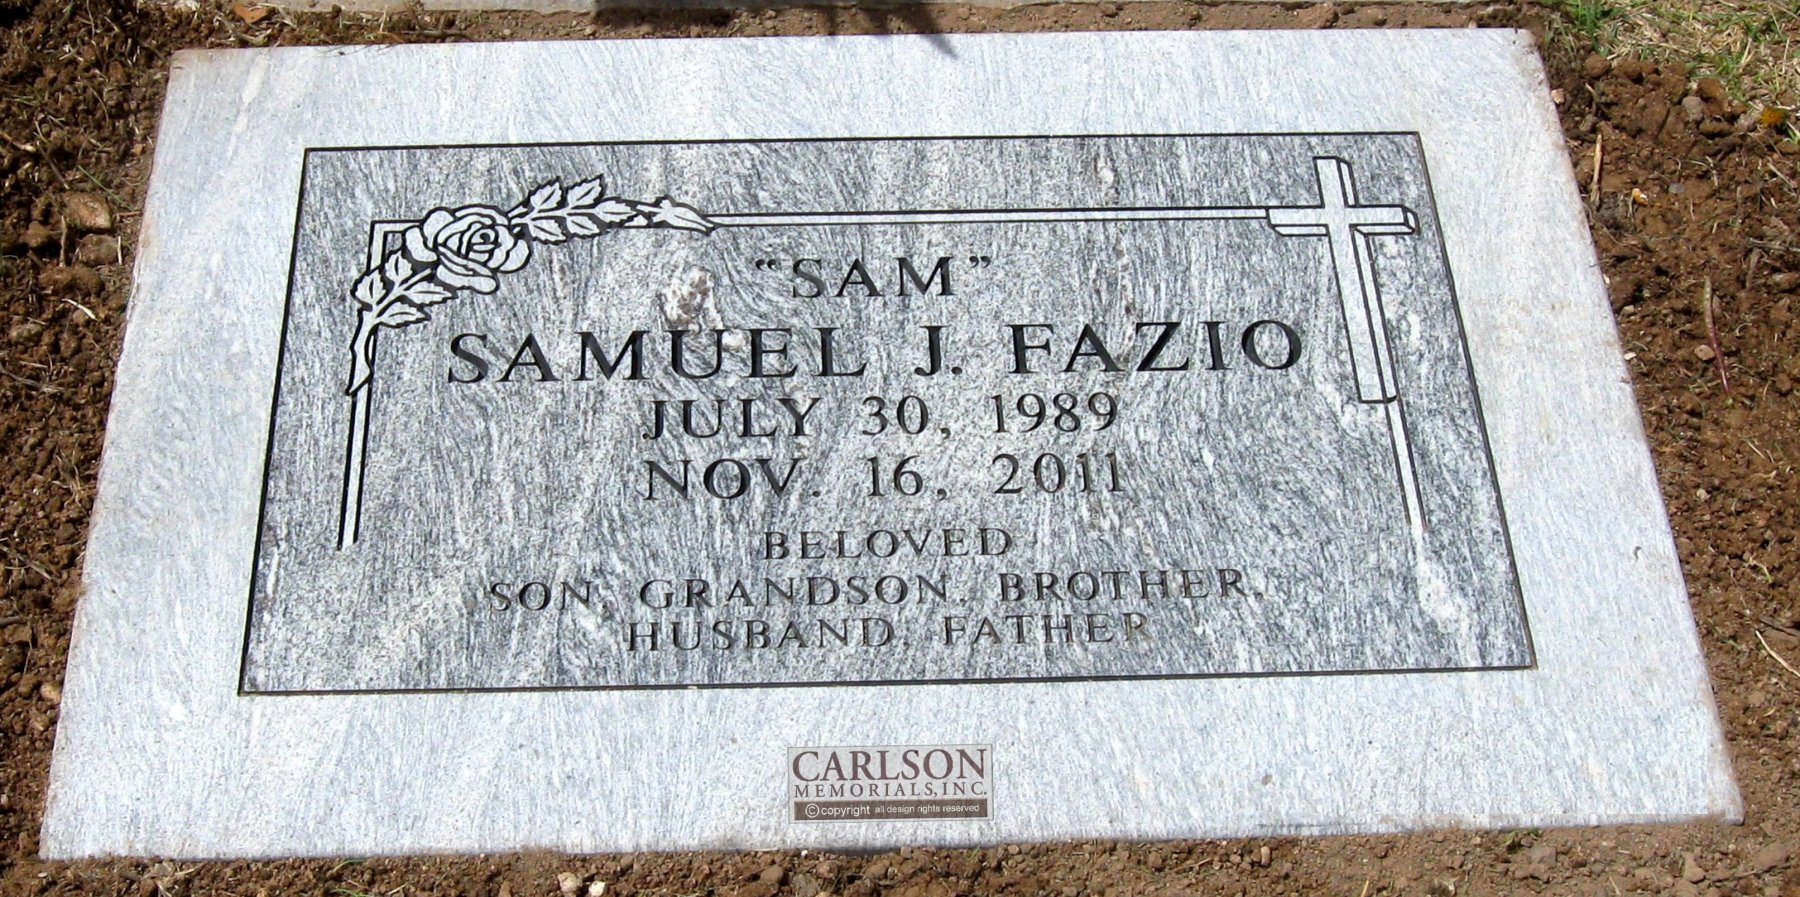 "SAM"
SAMUEL J. FAZIO
JULY 30, 1989
NOV. 16, 2011
BELOVED
SON, GRANDSON, BROTHER,
HUSBAND, FATHER
CARLSON
MEMORIALS, INC.
© copyright all design rights reserved